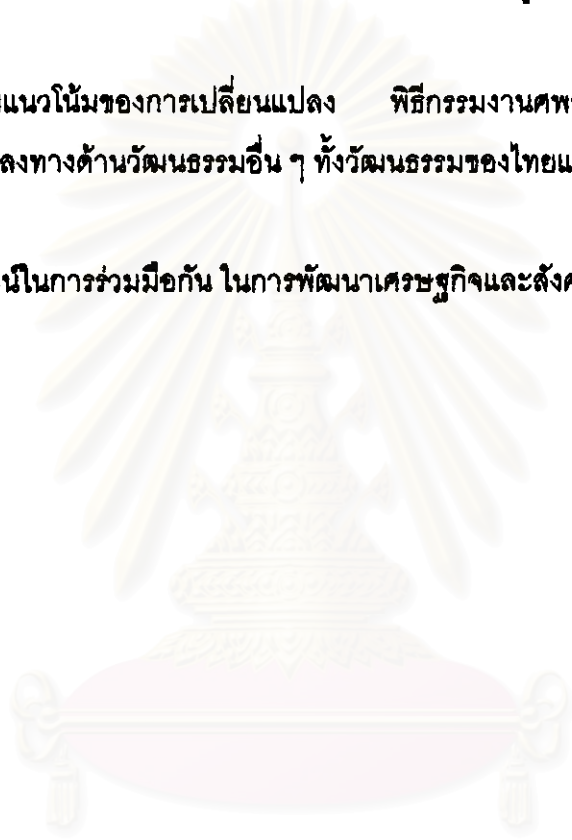 แนวโน้มของการเปลี่ยนแปลง พิธีกรรมงานศพ
ลงทางด้านวัฒนธรรมอื่น ๆ ทั้งวัฒนธรรมของไทยแ
น์ในการร่วมมือกัน ในการพัฒนาเศรษฐกิจและสังค